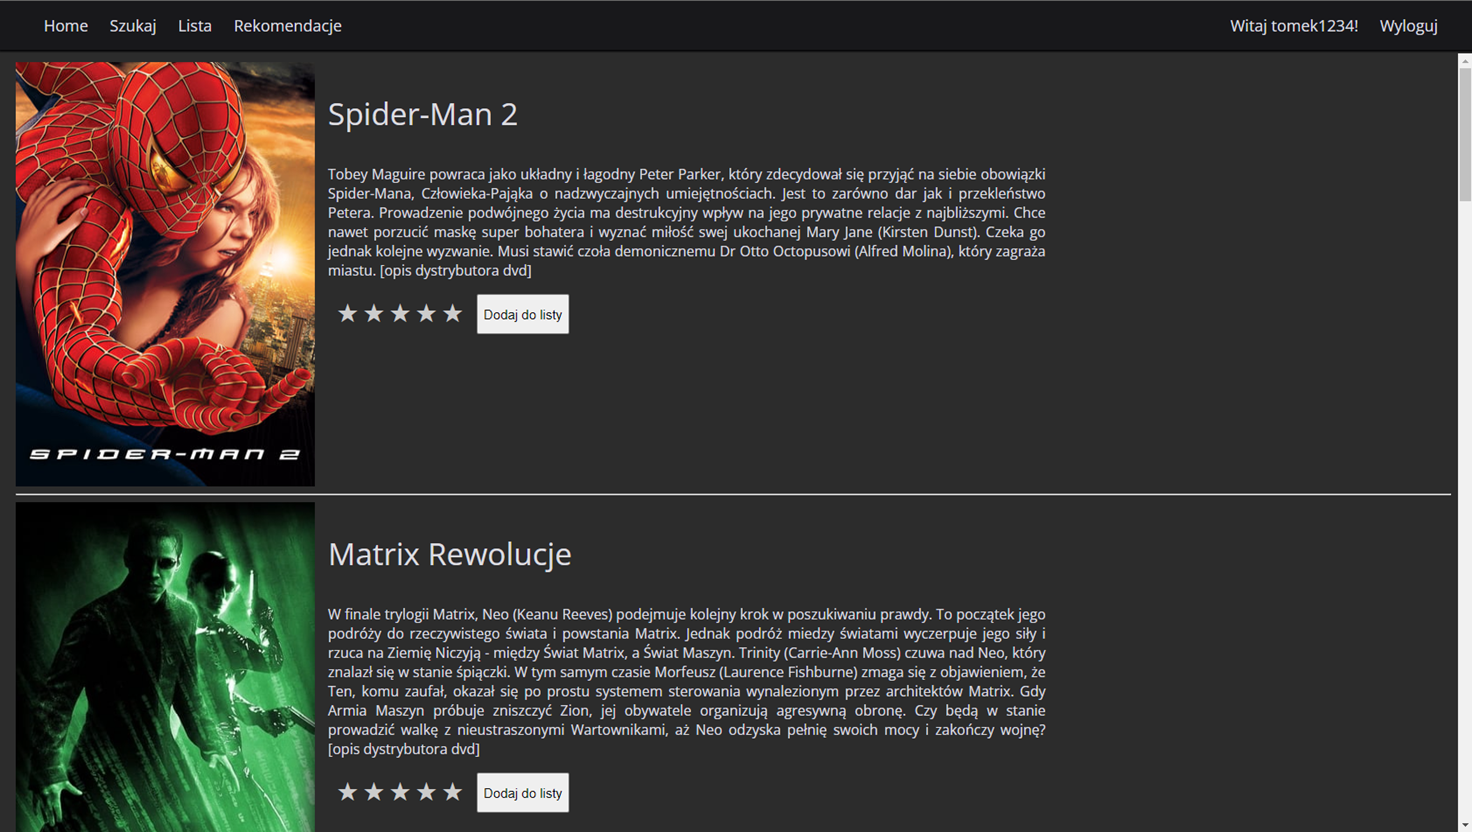 Home Szukaj Lista Rekomendacje Witaj tomek1234! Wyloguj
SPIDER-MAN 2
Spider-Man 2
Tobey Maguire powraca jako układny i łagodny Peter Parker, który zdecydował się przyjąć na siebie obowiązki
Spider-Mana, Człowieka-Pająka o nadzwyczajnych umiejętnościach. Jest to zarówno dar jak i przekleństwo
Petera. Prowadzenie podwójnego życia ma destrukcyjny wpływ na jego prywatne relacje z najbliższymi. Chce
nawet porzucić maskę super bohatera i wyznać miłość swej ukochanej Mary Jane (Kirsten Dunst). Czeka go
jednak kolejne wyzwanie. Musi stawić czoła demonicznemu Dr Otto Octopusowi (Alfred Molina), który zagraża
miastu. [opis dystrybutora dvd]
★ ★ ★ ★ ★ Dodaj do listy
Matrix Rewolucje
W finale trylogii Matrix, Neo (Keanu Reeves) podejmuje kolejny krok w poszukiwaniu prawdy. To początek jego
podróży do rzeczywistego świata i powstania Matrix. Jednak podróż miedzy światami wyczerpuje jego siły i
rzuca na Ziemię Niczyją - między Świat Matrix, a Świat Maszyn. Trinity (Carrie-Ann Moss) czuwa nad Neo, który
znalazł się w stanie śpiączki. W tym samym czasie Morfeusz (Laurence Fishburne) zmaga się z objawieniem, że
Ten, komu zaufał, okazał się po prostu systemem sterowania wynalezionym przez architektów Matrix. Gdy
Armia Maszyn próbuje zniszczyć Zion, jej obywatele organizują agresywną obronę. Czy będą w stanie
prowadzić walkę z nieustraszonymi Wartownikami, aż Neo odzyska pełnię swoich mocy i zakończy wojnę?
[opis dystrybutora dvd]
★ ★ ★ ★ ★ Dodaj do listy